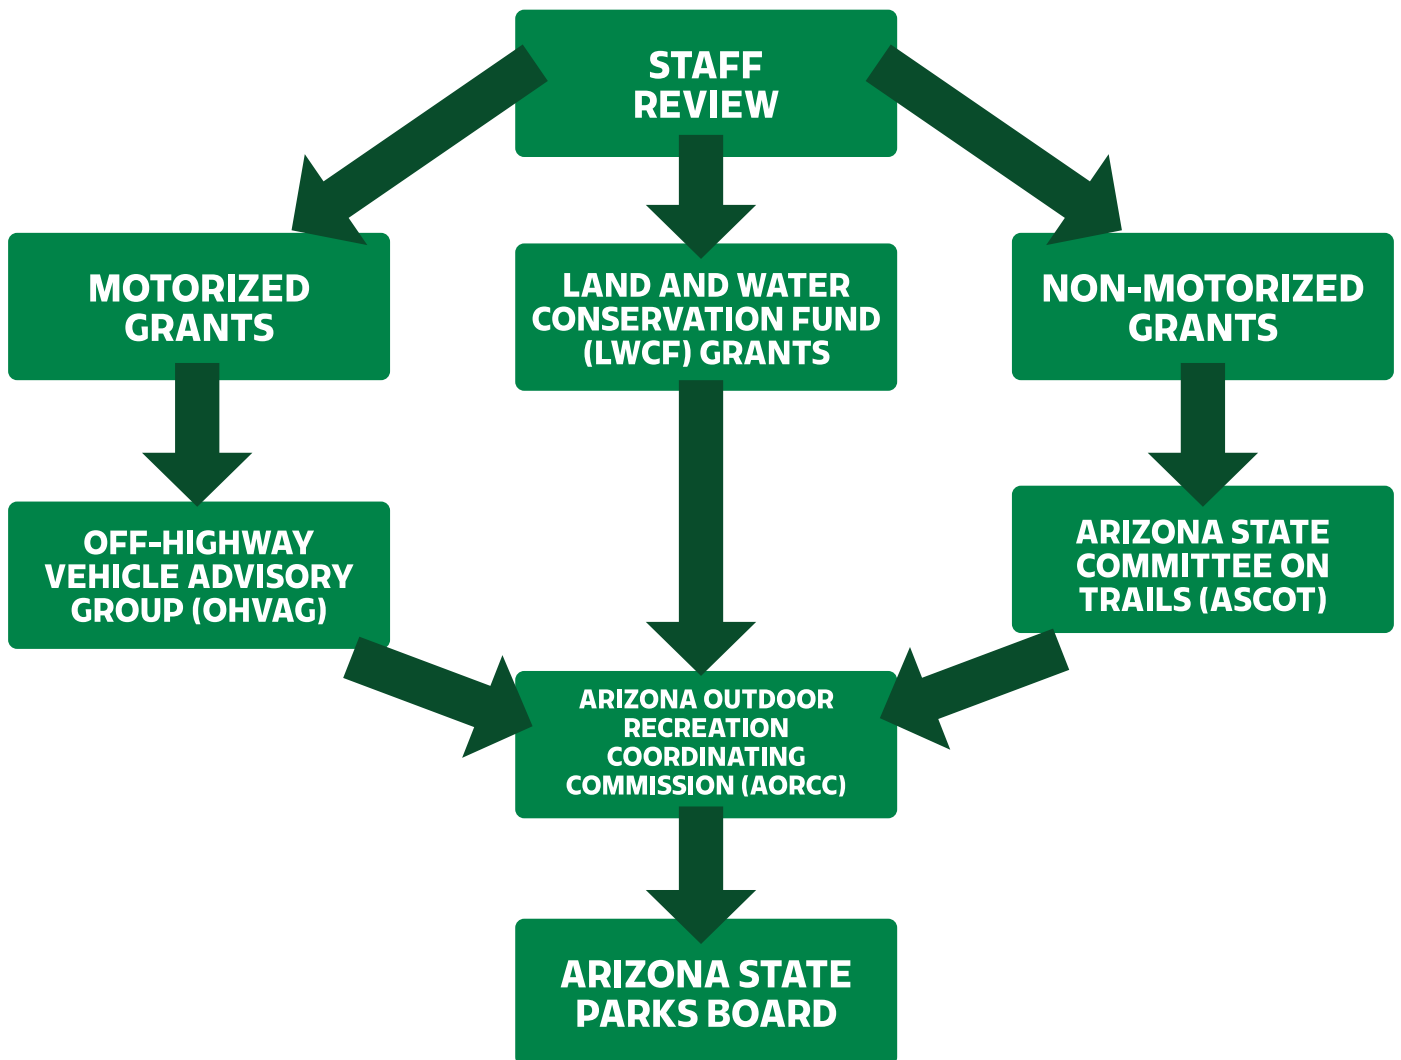 STAFF
REVIEW
MOTORIZED
GRANTS
LAND AND WATER
CONSERVATION FUND
(LWCF) GRANTS
NON-MOTORIZED
GRANTS
OFF-HIGHWAY
VEHICLE ADVISORY
GROUP (OHVAG)
ARIZONA STATE
COMMITTEE ON
TRAILS (ASCOT)
ARIZONA OUTDOOR
RECREATION
COORDINATING
COMMISSION (AORCC)
ARIZONA STATE
PARKS BOARD